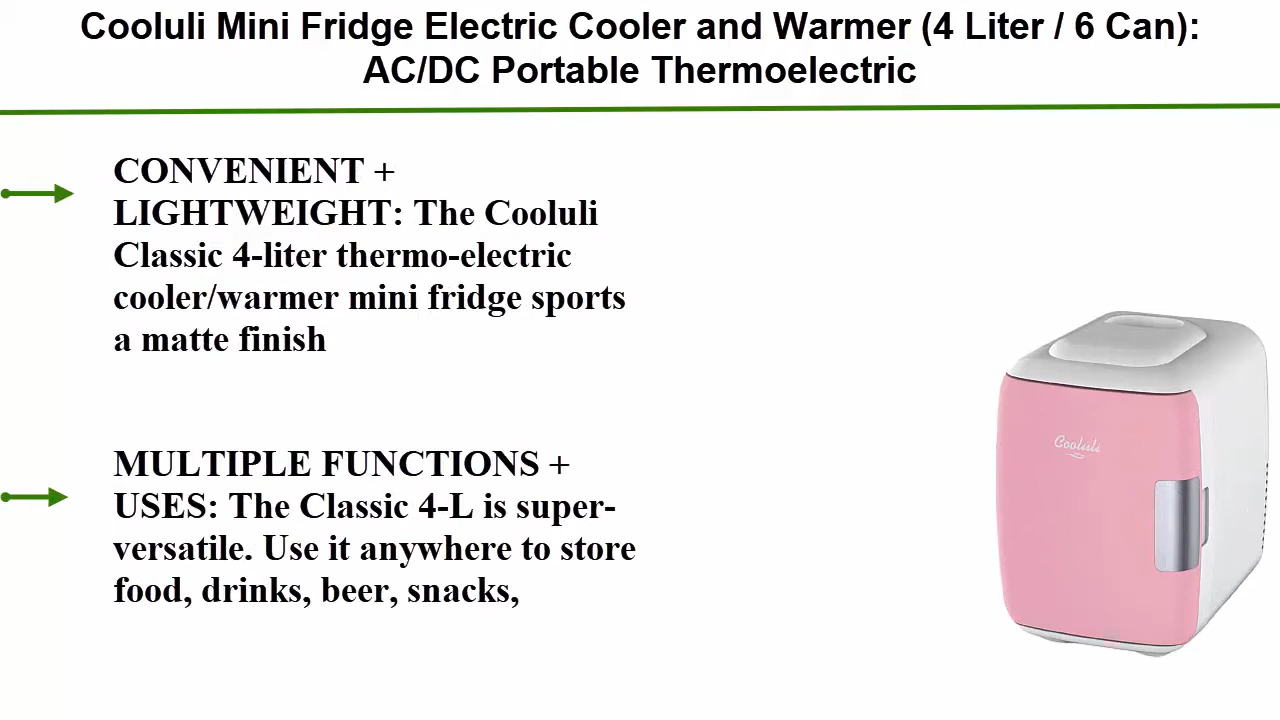 Cooluli Mini Fridge Electric Cooler and Warmer (4 Liter / 6 Can):
AC/DC Portable Thermoelectric
CONVENIENT +
LIGHTWEIGHT: The Cooluli
Classic 4-liter thermo-electric
cooler/warmer mini fridge sports
a matte finish
MULTIPLE FUNCTIONS +
USES: The Classic 4-L is super-
versatile. Use it anywhere to store
food, drinks, beer, snacks,
Cooluli